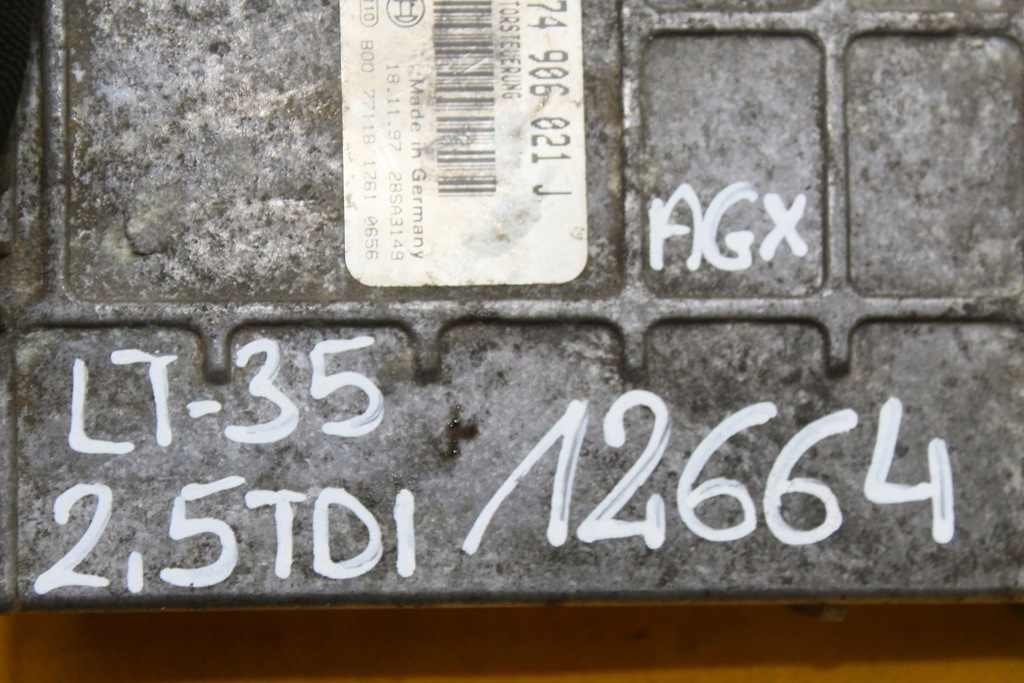 74 906 021 J
TORSTEUERUNG
Made in Germany
18.11.97 28SA3149
800 77118 1261 0656
AGX
LT-35
2,5TDI
12664